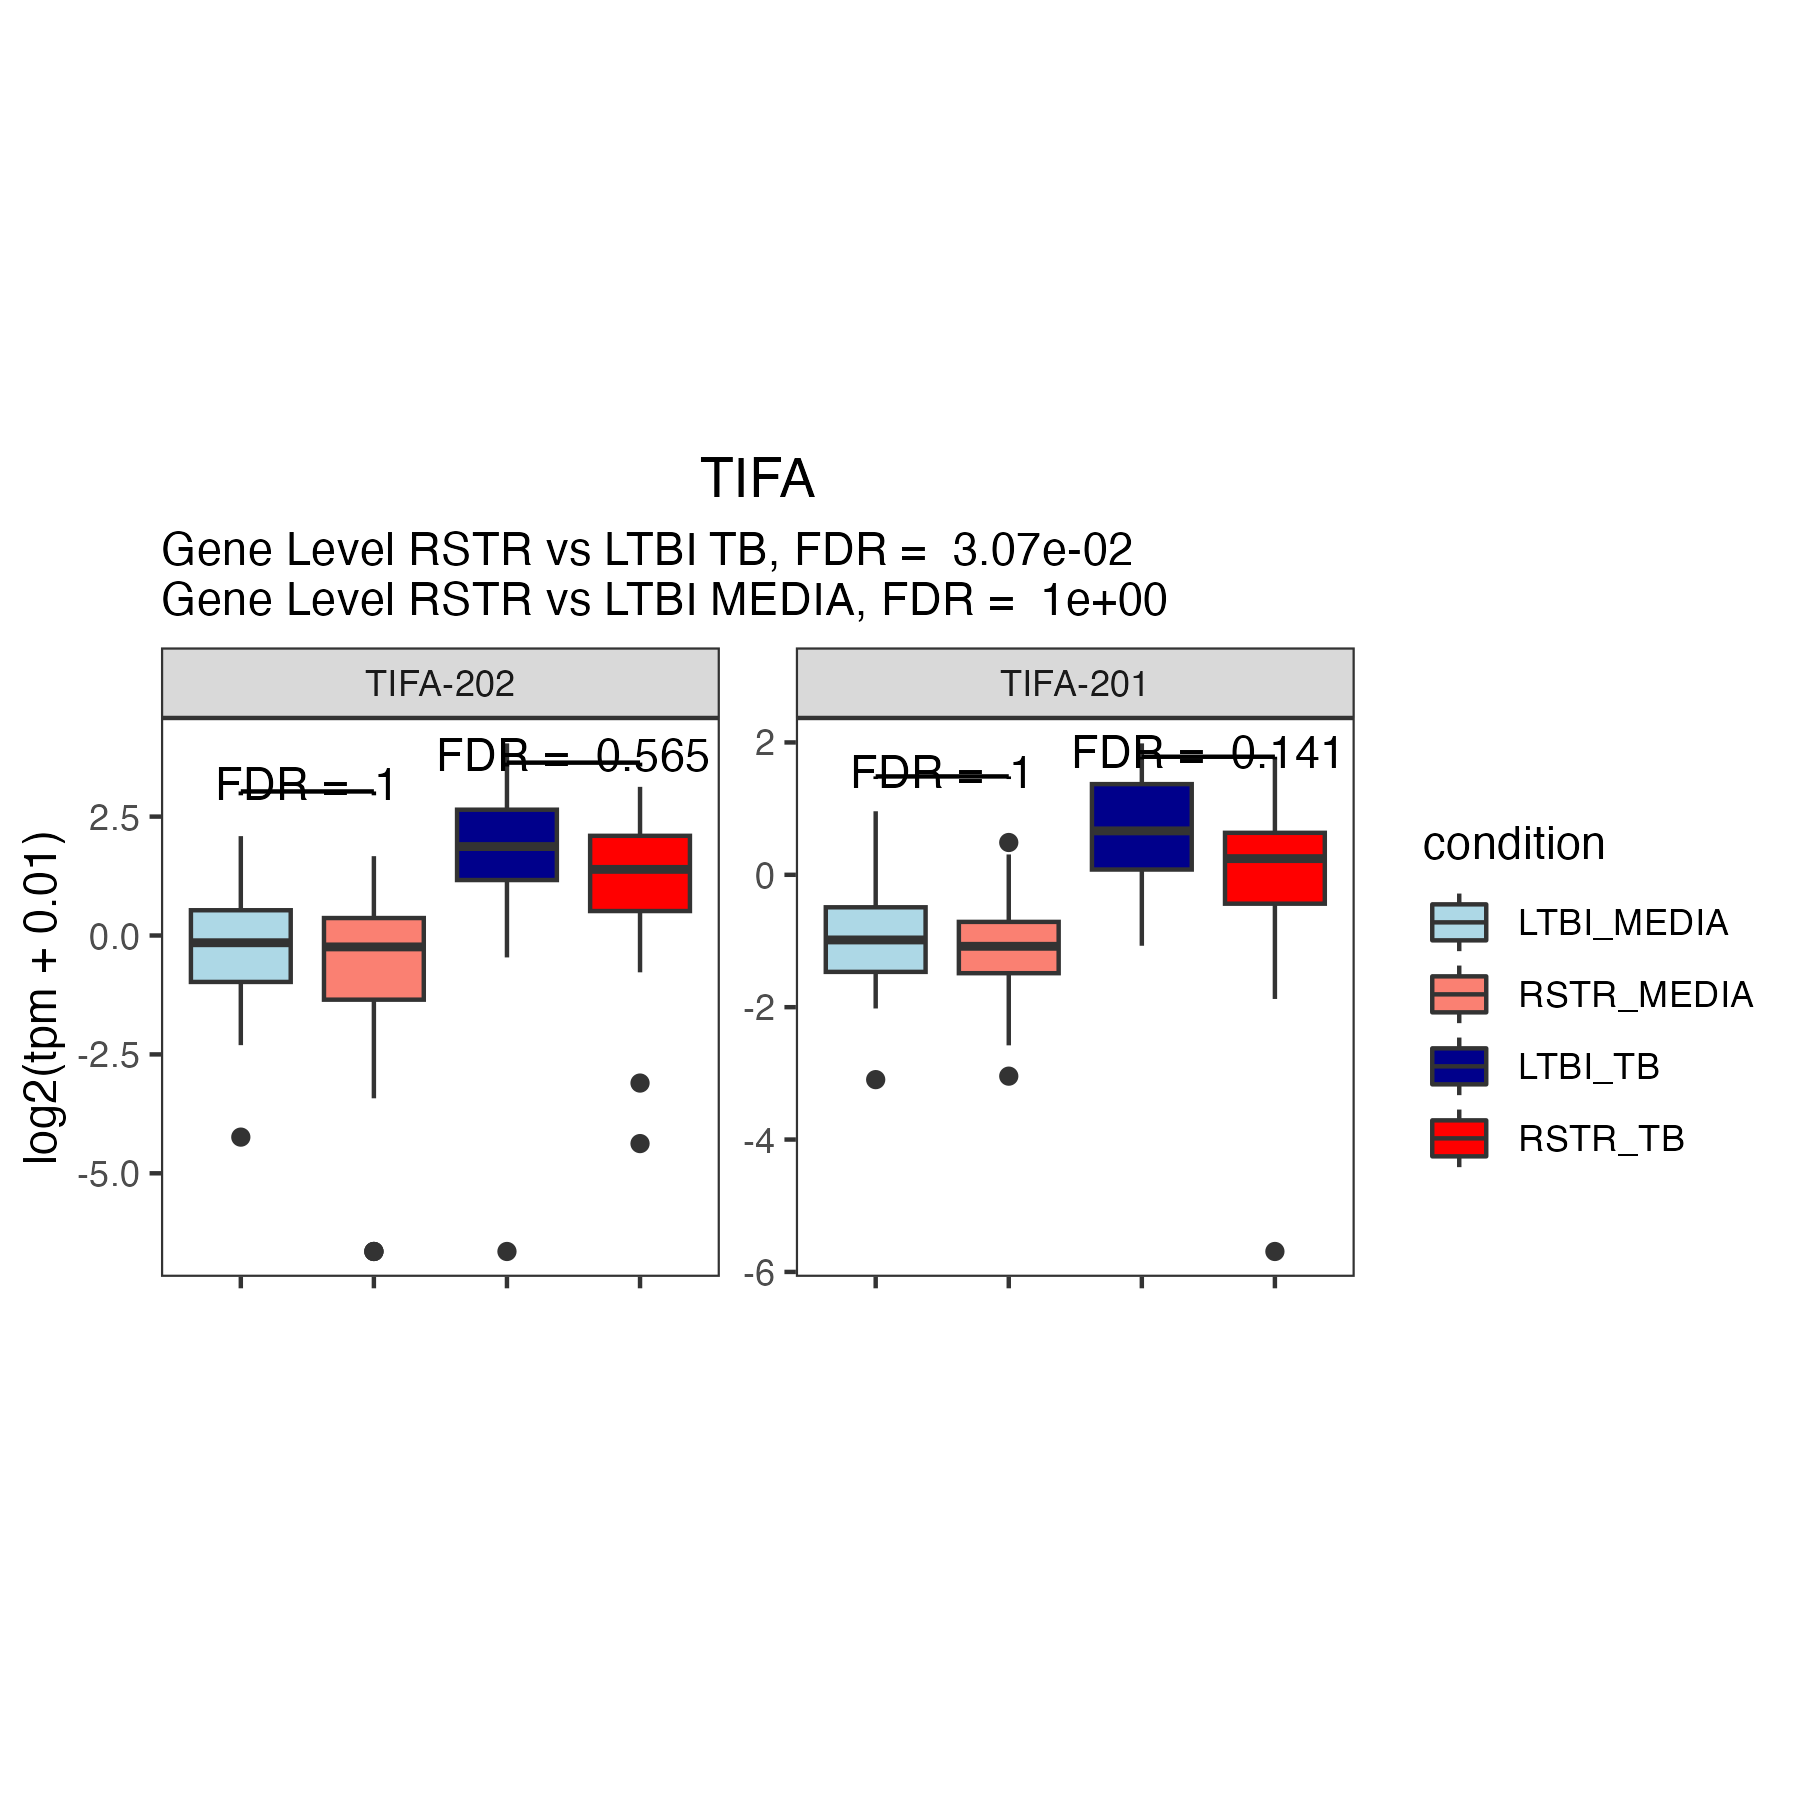 TIFA
Gene Level RSTR vs LTBI TB, FDR = 3.07e-02
Gene Level RSTR vs LTBI MEDIA, FDR = 1e+00
TIFA-202
TIFA-201
FDR = 1
FDR = 0.565
FDR = 1
FDR = 0.141
log2(tpm + 0.01)
2.5
0.0
-2.5
-5.0
2
0
-2
-4
-6
condition
LTBI_MEDIA
RSTR_MEDIA
LTBI_TB
RSTR_TB